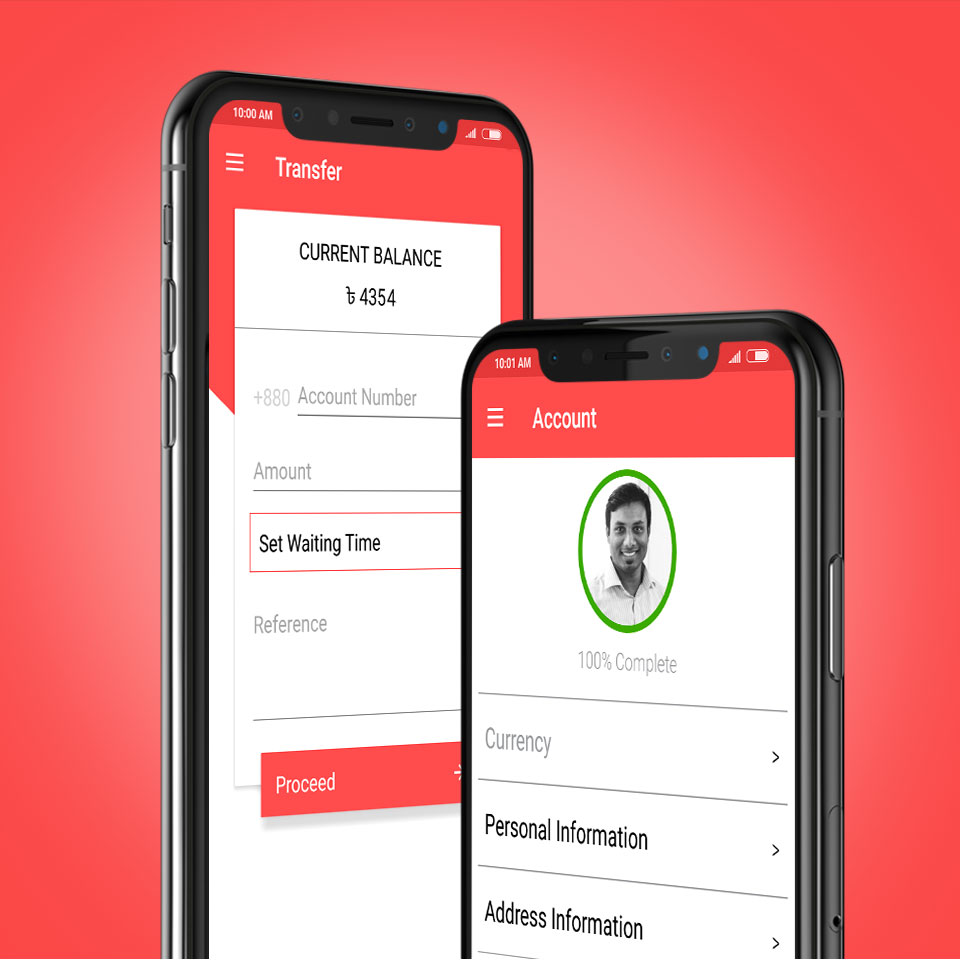 10:00 AM
Transfer
CURRENT BALANCE
৳ 4354
+880 Account Number
Amount
Set Waiting Time
Reference
Proceed
10:01 AM
Account
100% Complete
Currency
Personal Information
Address Information